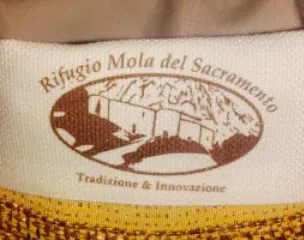 Rifugio Mola del Sacramento
Tradizione & Innovazione